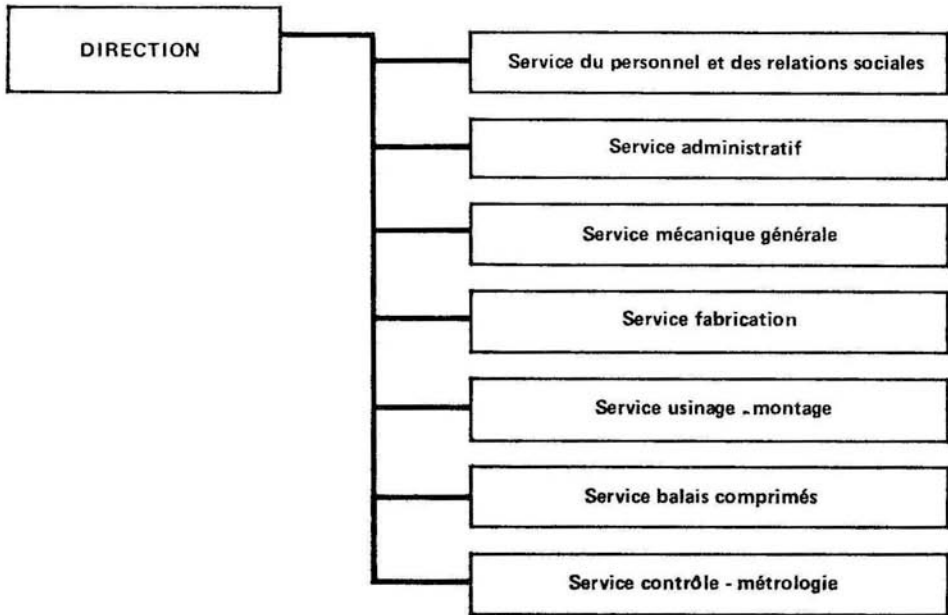 DIRECTION
Service du personnel et des relations sociales
Service administratif
Service mécanique générale
Service fabrication
Service usinage - montage
Service balais comprimés
Service contrôle - métrologie